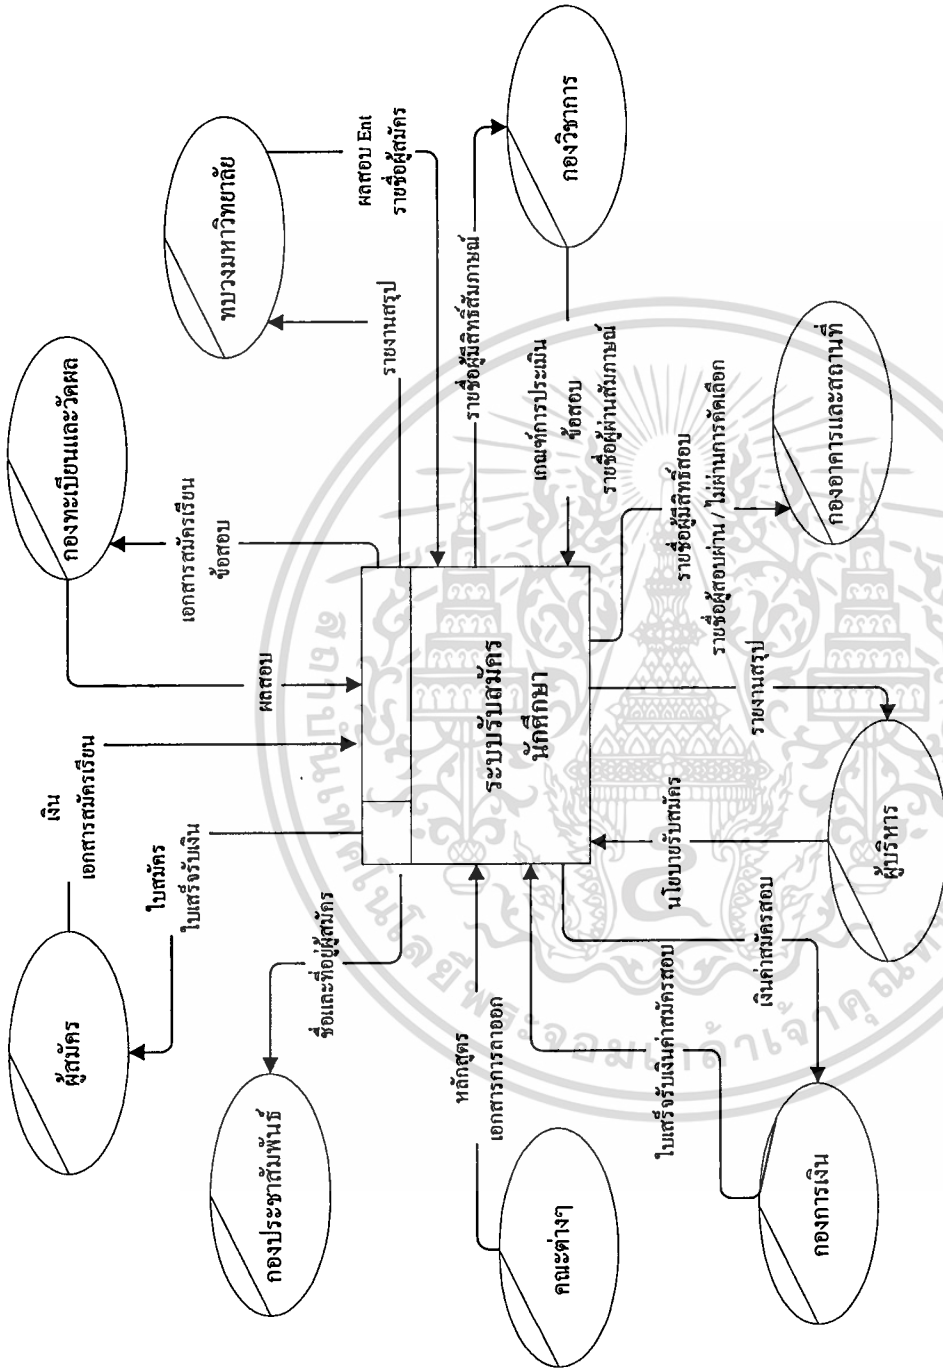 ผู้สมัคร
เงิน
เอกสารสมัครเรียน
ใบสมัคร
ใบเสร็จรับเงิน
กองทะเบียนและวัดผล
ผลสอบ
เอกสารสมัครเรียน
ข้อสอบ
ทบวงมหาวิทยาลัย
ผลสอบ Ent
รายชื่อผู้สมัคร
รายงานสรุป
กองประชาสัมพันธ์
ชื่อและที่อยู่ผู้สมัคร
ระบบรับสมัคร
นักศึกษา
รายชื่อผู้มีสิทธิ์สัมภาษณ์
กองวิชาการ
เกณฑ์การประเมิน
ข้อสอบ
รายชื่อผู้ผ่านสัมภาษณ์
คณะต่างๆ
หลักสูตร
เอกสารการลาออก
รายชื่อผู้มีสิทธิ์สอบ
รายชื่อผู้สอบผ่าน / ไม่ผ่านการคัดเลือก
กองอาคารและสถานที่
กองการเงิน
ใบเสร็จรับเงินค่าสมัครสอบ
เงินค่าสมัครสอบ
นโยบายรับสมัคร
รายงานสรุป
ผู้บริหาร